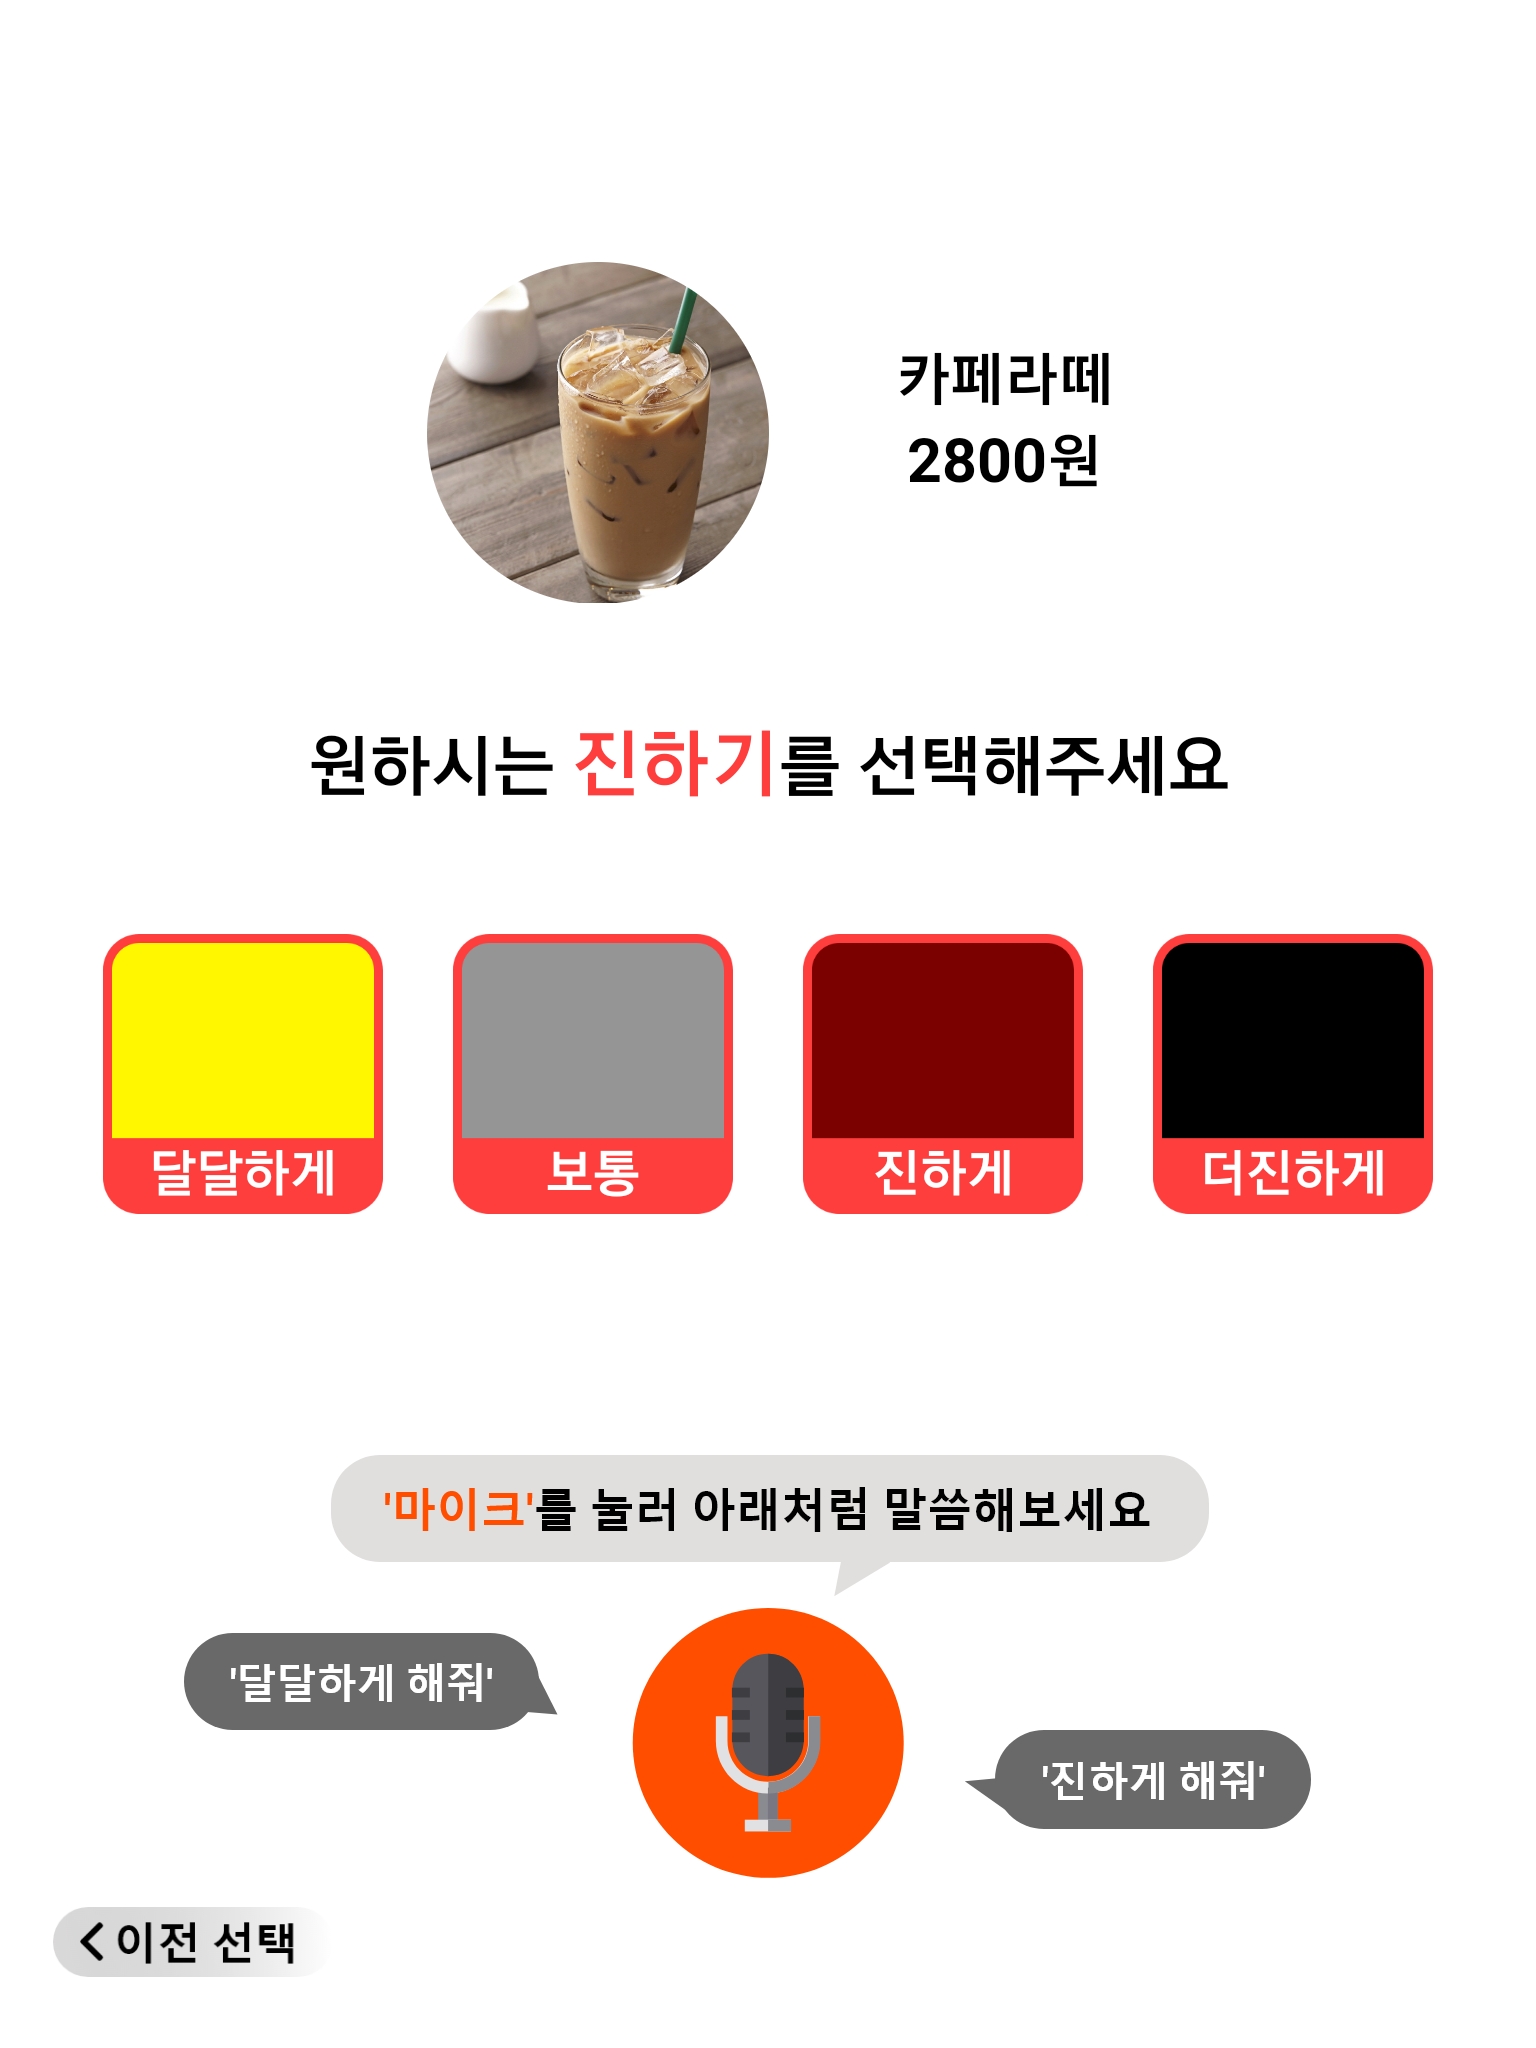 카페라떼
2800원
원하시는 진하기를 선택해주세요
달달하게
보통
진하게
더진하게
'마이크'를 눌러 아래처럼 말씀해보세요
'달달하게 해줘'
'진하게 해줘'
이전 선택